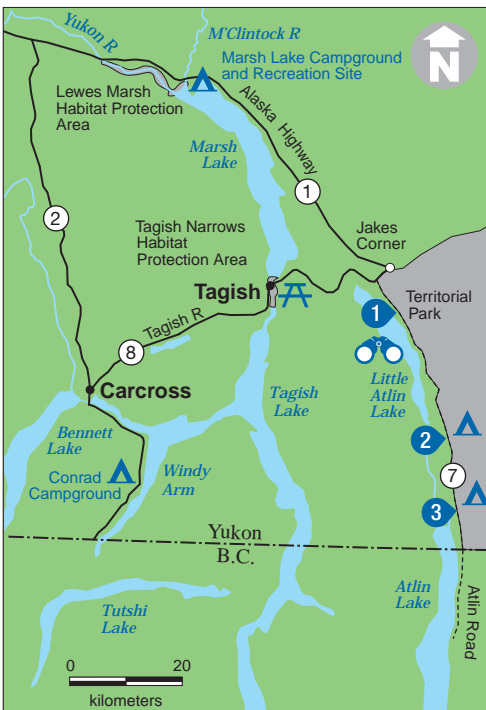 Yukon R
M'Clintock R
N
Marsh Lake Campground
and Recreation Site
Lewes Marsh
Habitat Protection
Area
Alaska Highway
Marsh
Lake
1
2
Jakes
Corner
Tagish Narrows
Habitat
Protection Area
Tagish
Territorial
Park
1
Tagish R
8
Little
Atlin
Lake
Carcross
Tagish
Lake
2
Bennett
Lake
Windy
Arm
7
Conrad
Campground
3
Yukon
B.C.
Atlin
Lake
Atlin Road
Tutshi
Lake
0 20
kilometers